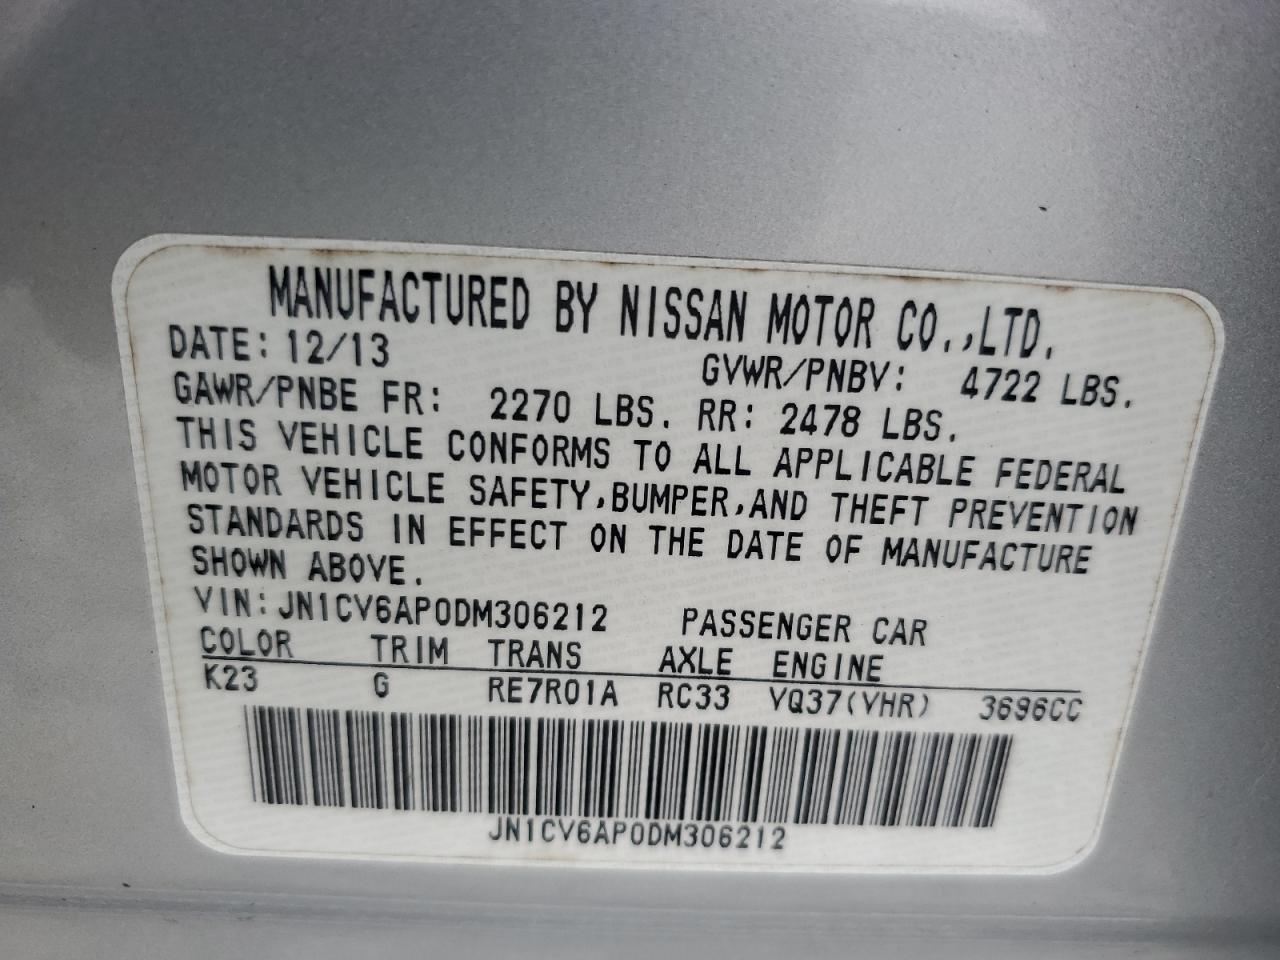 MANUFACTURED BY NISSAN MOTOR CO.,LTD.
DATE: 12/13 GVWR/PNBV: 4722 LBS.
GAWR/PNBE FR: 2270 LBS. RR: 2478 LBS.
THIS VEHICLE CONFORMS TO ALL APPLICABLE FEDERAL
MOTOR VEHICLE SAFETY,BUMPER,AND THEFT PREVENTION
STANDARDS IN EFFECT ON THE DATE OF MANUFACTURE
SHOWN ABOVE.
VIN:JN1CV6AP0DM306212 PASSENGER CAR
COLOR TRIM TRANS AXLE ENGINE
K23 G RE7R01A RC33 VQ37(VHR) 3696CC
JN1CV6AP0DM306212